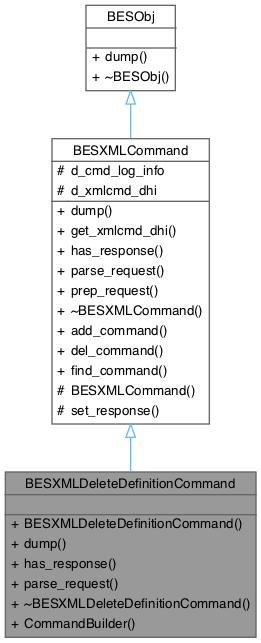 BESObj
+ dump()
+ ~BESObj()
BESXMLCommand
# d_cmd_log_info
# d_xmlcmd_dhi
+ dump()
+ get_xmlcmd_dhi()
+ has_response()
+ parse_request()
+ prep_request()
+ ~BESXMLCommand()
+ add_command()
+ del_command()
+ find_command()
# BESXMLCommand()
# set_response()
BESXMLDeleteDefinitionCommand
+ BESXMLDeleteDefinitionCommand()
+ dump()
+ has_response()
+ parse_request()
+ ~BESXMLDeleteDefinitionCommand()
+ CommandBuilder()